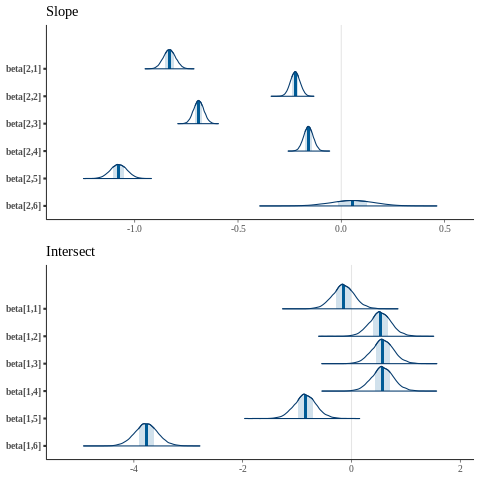 Slope
beta[2,1]
beta[2,2]
beta[2,3]
beta[2,4]
beta[2,5]
beta[2,6]
-1.0 -0.5 0.0 0.5
Intersect
beta[1,1]
beta[1,2]
beta[1,3]
beta[1,4]
beta[1,5]
beta[1,6]
-4 -2 0 2